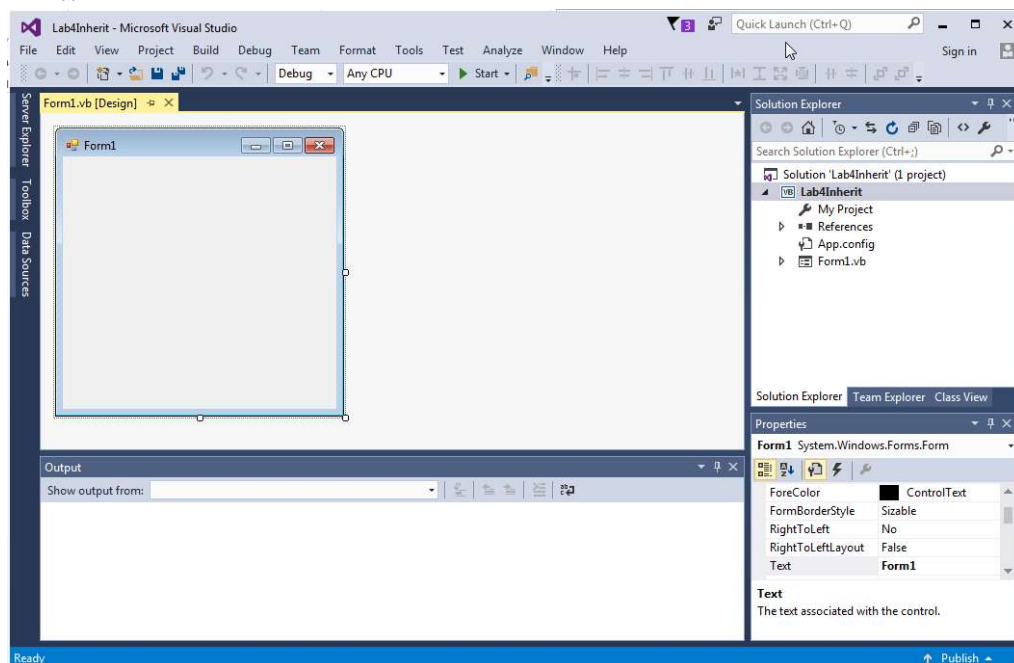 Lab4Inherit - Microsoft Visual Studio
3
Quick Launch (Ctrl+Q)
File Edit View Project Build Debug Team Format Tools Test Analyze Window Help
Sign in
Debug Any CPU Start
Server Explorer
Toolbox
Data Sources
Form1.vb [Design]
Form1
Solution Explorer
Search Solution Explorer (Ctrl+;)
Solution 'Lab4Inherit' (1 project)
VB Lab4Inherit
My Project
References
App.config
Form1.vb
Solution Explorer Team Explorer Class View
Properties
Form1 System.Windows.Forms.Form
ForeColor ControlText
FormBorderStyle Sizable
RightToLeft No
RightToLeftLayout False
Text Form1
Text
The text associated with the control.
Output
Show output from:
Ready
Publish